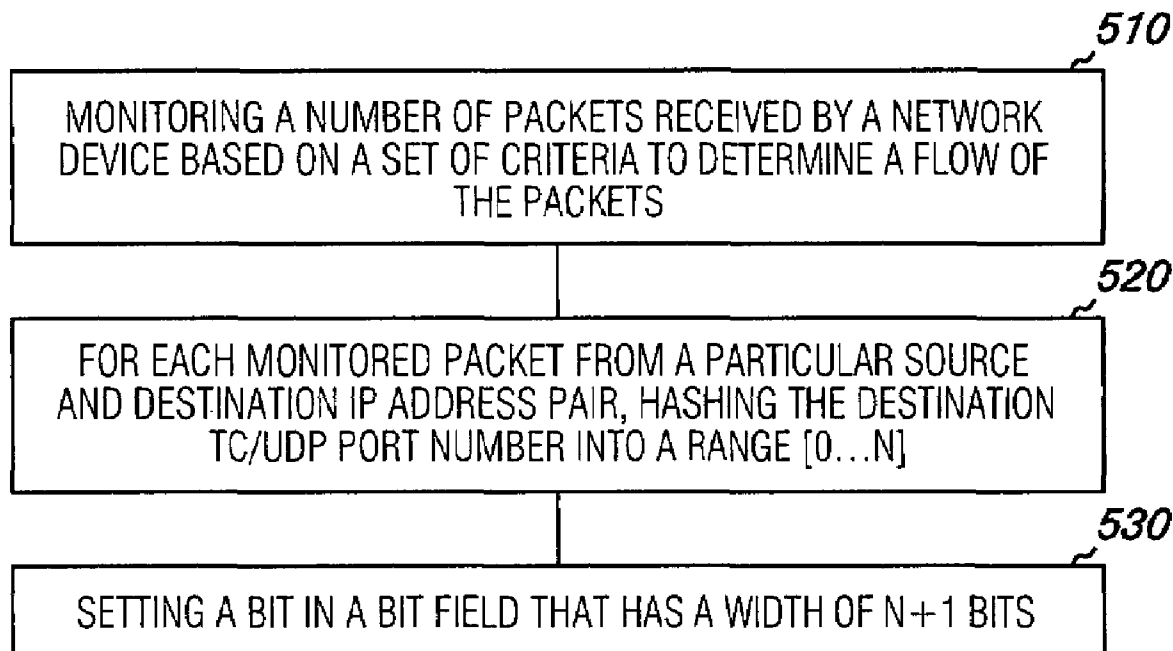 510
MONITORING A NUMBER OF PACKETS RECEIVED BY A NETWORK
DEVICE BASED ON A SET OF CRITERIA TO DETERMINE A FLOW OF
THE PACKETS
520
FOR EACH MONITORED PACKET FROM A PARTICULAR SOURCE
AND DESTINATION IP ADDRESS PAIR, HASHING THE DESTINATION
TC/UDP PORT NUMBER INTO A RANGE [0...N]
530
SETTING A BIT IN A BIT FIELD THAT HAS A WIDTH OF N+1 BITS